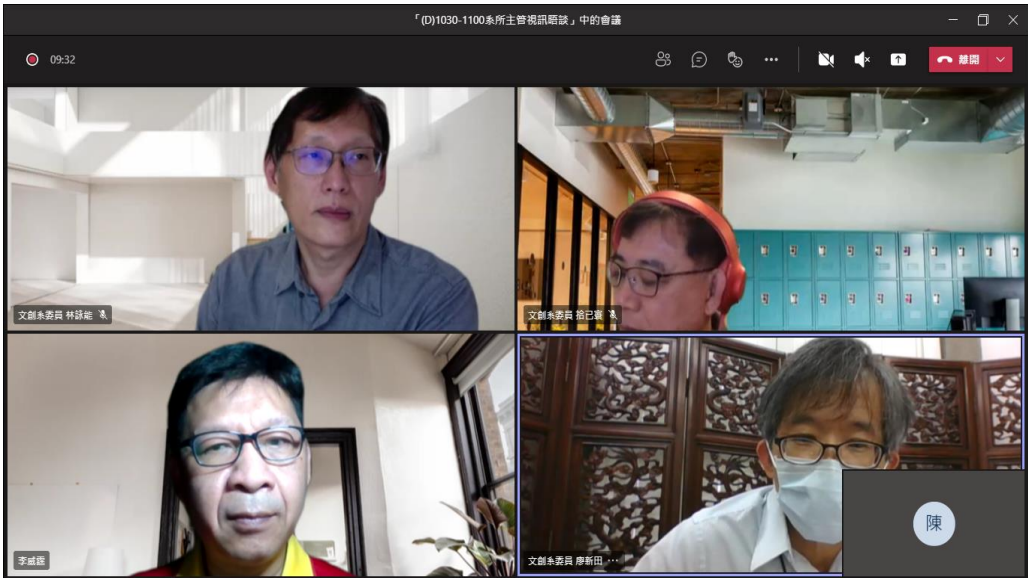 「(D)1030-1100系所主管視訊晤談」中的會議
09:32
離開
文創系委員 林詠能
文創系委員 拾已寰
李威霆
文創系委員 廖新田 ...
陳